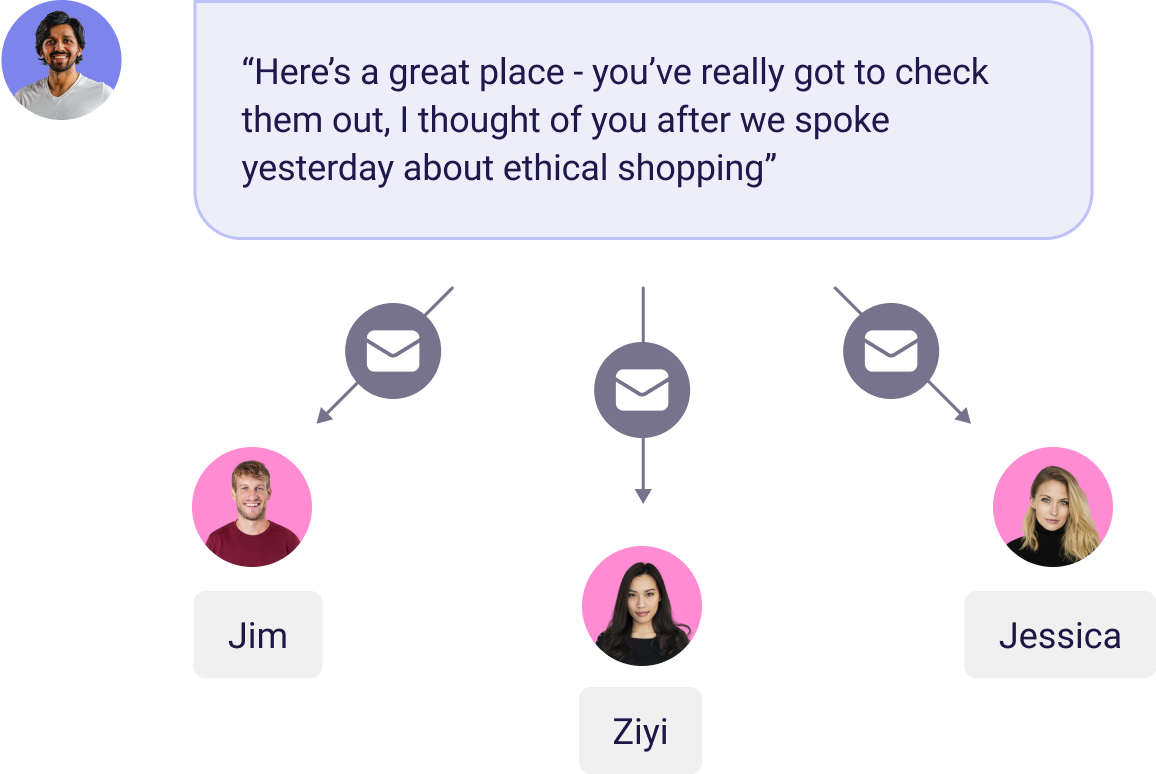 “Here’s a great place - you’ve really got to check
them out, I thought of you after we spoke
yesterday about ethical shopping”
Jim
Jessica
Ziyi